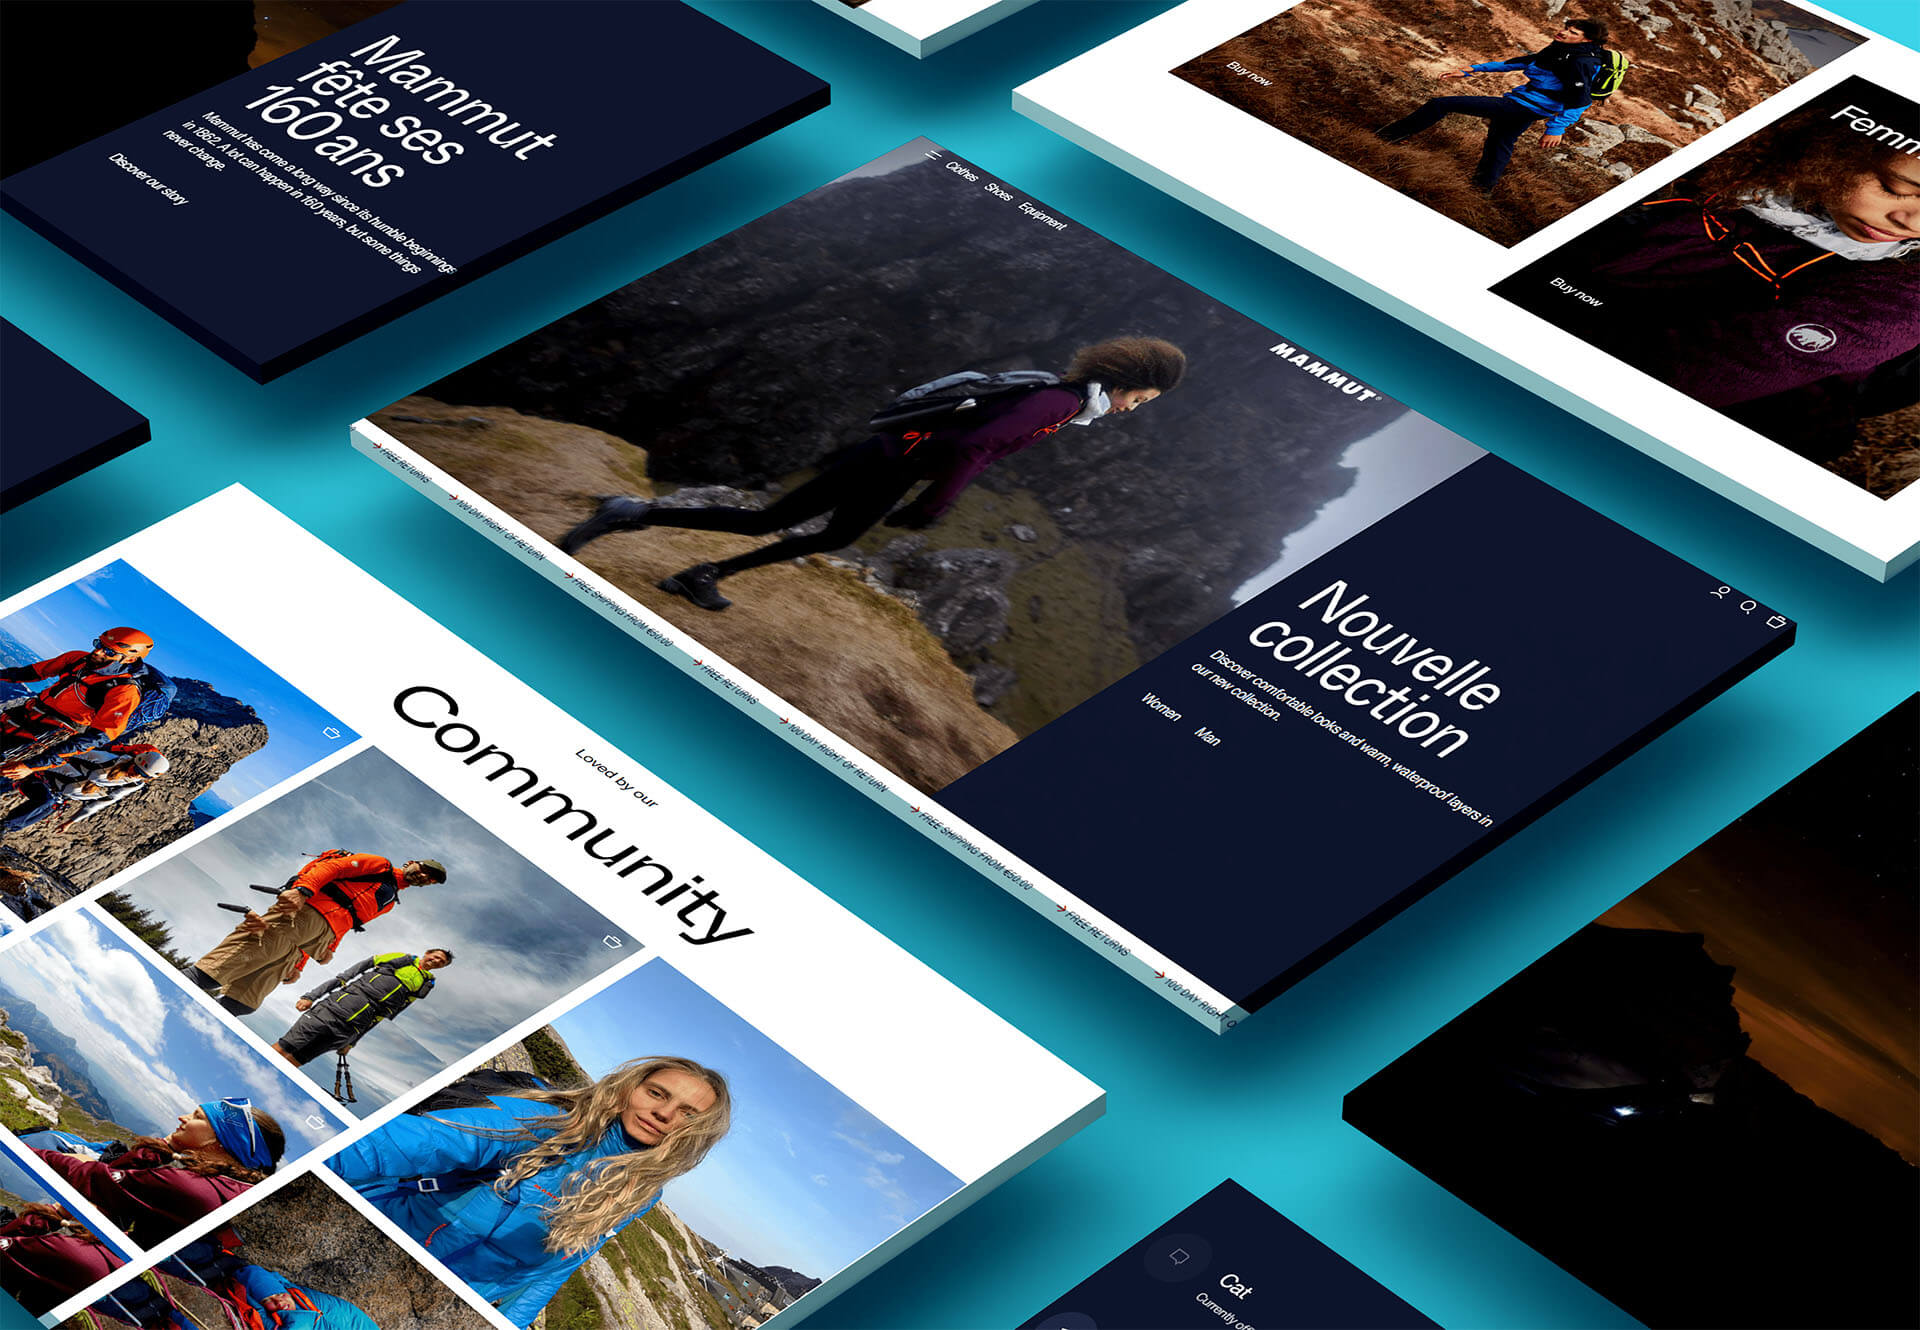 Mammut
fête ses
160 ans
Mammut has come a long way since its humble beginnings
in 1862. A lot can happen in 160 years, but some things
never change.
Discover our story
Buy now
Femm
Buy now
Clothes Shoes Equipment
MAMMUT®
Nouvelle
collection
Discover comfortable looks and warm, waterproof layers in
our new collection.
Women Man
→ FREE RETURNS → 100 DAY RIGHT OF RETURN → FREE SHIPPING FROM €50.00 → FREE RETURNS → 100 DAY RIGHT OF RETURN → FREE SHIPPING FROM €50.00 → FREE RETURNS → 100 DAY RIGHT O
Loved by our
Community
Cat
Currently off